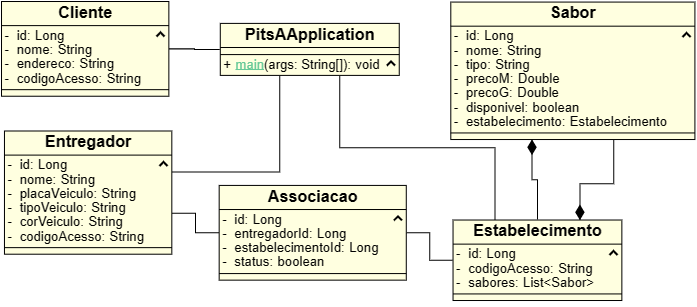 Cliente
- id: Long
- nome: String
- endereco: String
- codigoAcesso: String
PitsAApplication
+ main(args: String[]): void
Sabor
- id: Long
- nome: String
- tipo: String
- precoM: Double
- precoG: Double
- disponivel: boolean
- estabelecimento: Estabelecimento
Entregador
- id: Long
- nome: String
- placaVeiculo: String
- tipoVeiculo: String
- corVeiculo: String
- codigoAcesso: String
Associacao
- id: Long
- entregadorId: Long
- estabelecimentoId: Long
- status: boolean
Estabelecimento
- id: Long
- codigoAcesso: String
- sabores: List<Sabor>